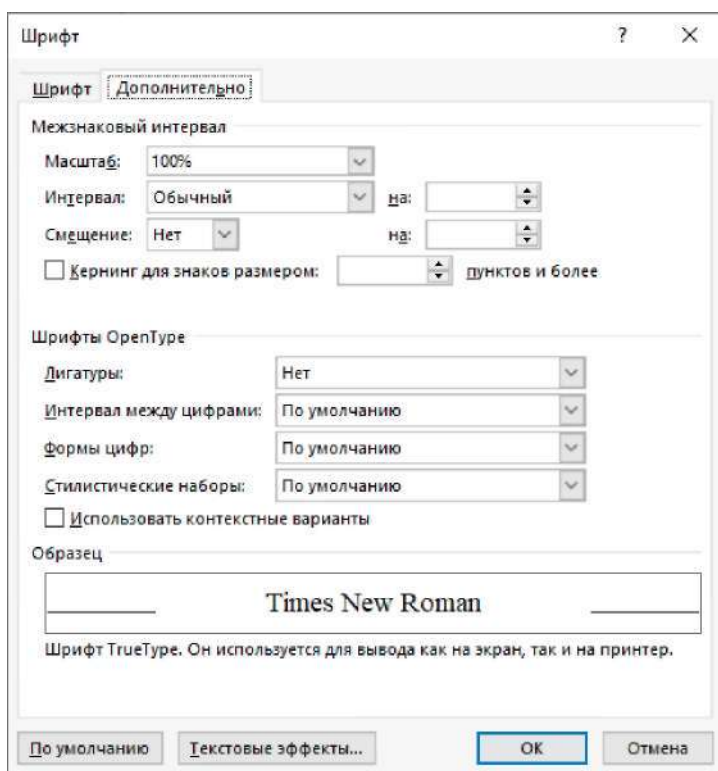 Шрифт ?
Шрифт Дополнительно
Межзнаковый интервал
Масштаб: 100%
Интервал: Обычный на:
Смещение: Нет на:
Кернинг для знаков размером: пунктов и более
Шрифты OpenType
Лигатуры: Нет
Интервал между цифрами: По умолчанию
Формы цифр: По умолчанию
Стилистические наборы: По умолчанию
Использовать контекстные варианты
Образец
Times New Roman
Шрифт TrueType. Он используется для вывода как на экран, так и на принтер.
По умолчанию Текстовые эффекты... ОК Отмена